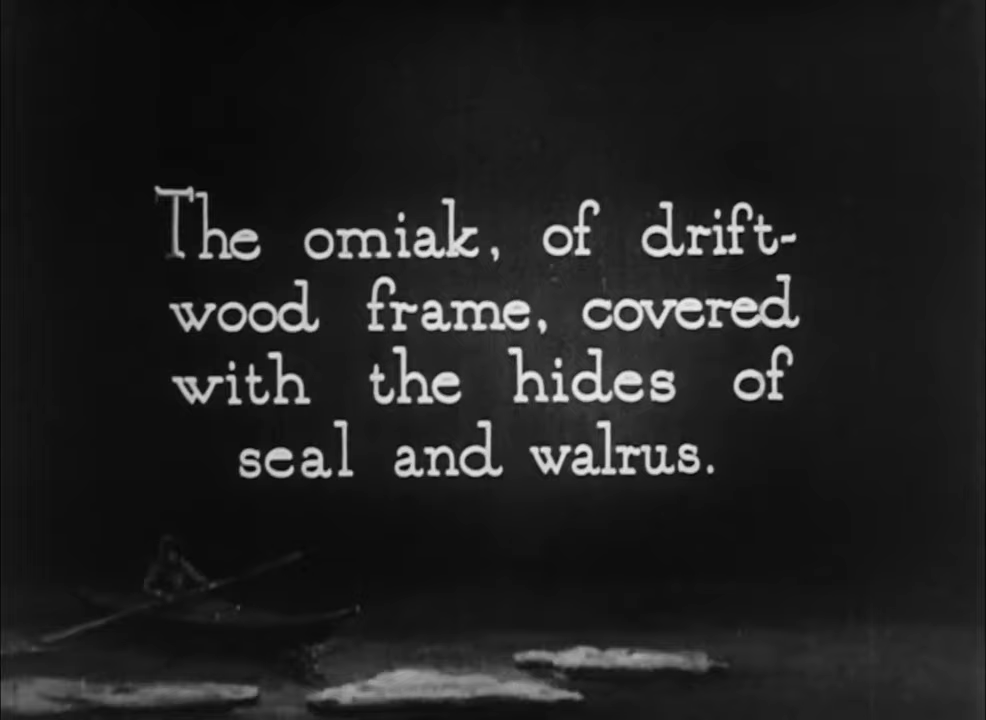 The omiak, of drift-
wood frame, covered
with the hides of
seal and walrus.